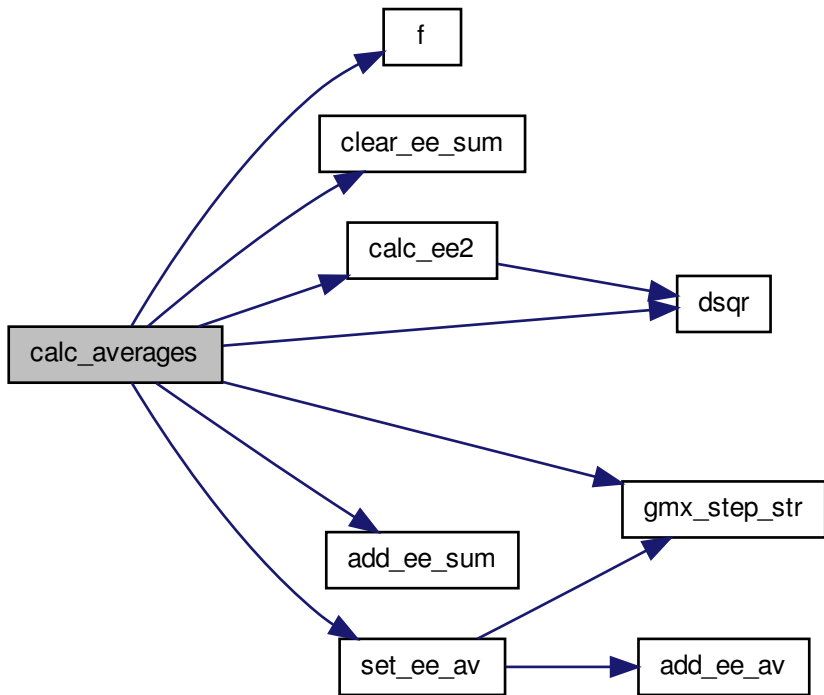 f
clear_ee_sum
calc_ee2
dsqr
calc_averages
gmx_step_str
add_ee_sum
set_ee_av
add_ee_av